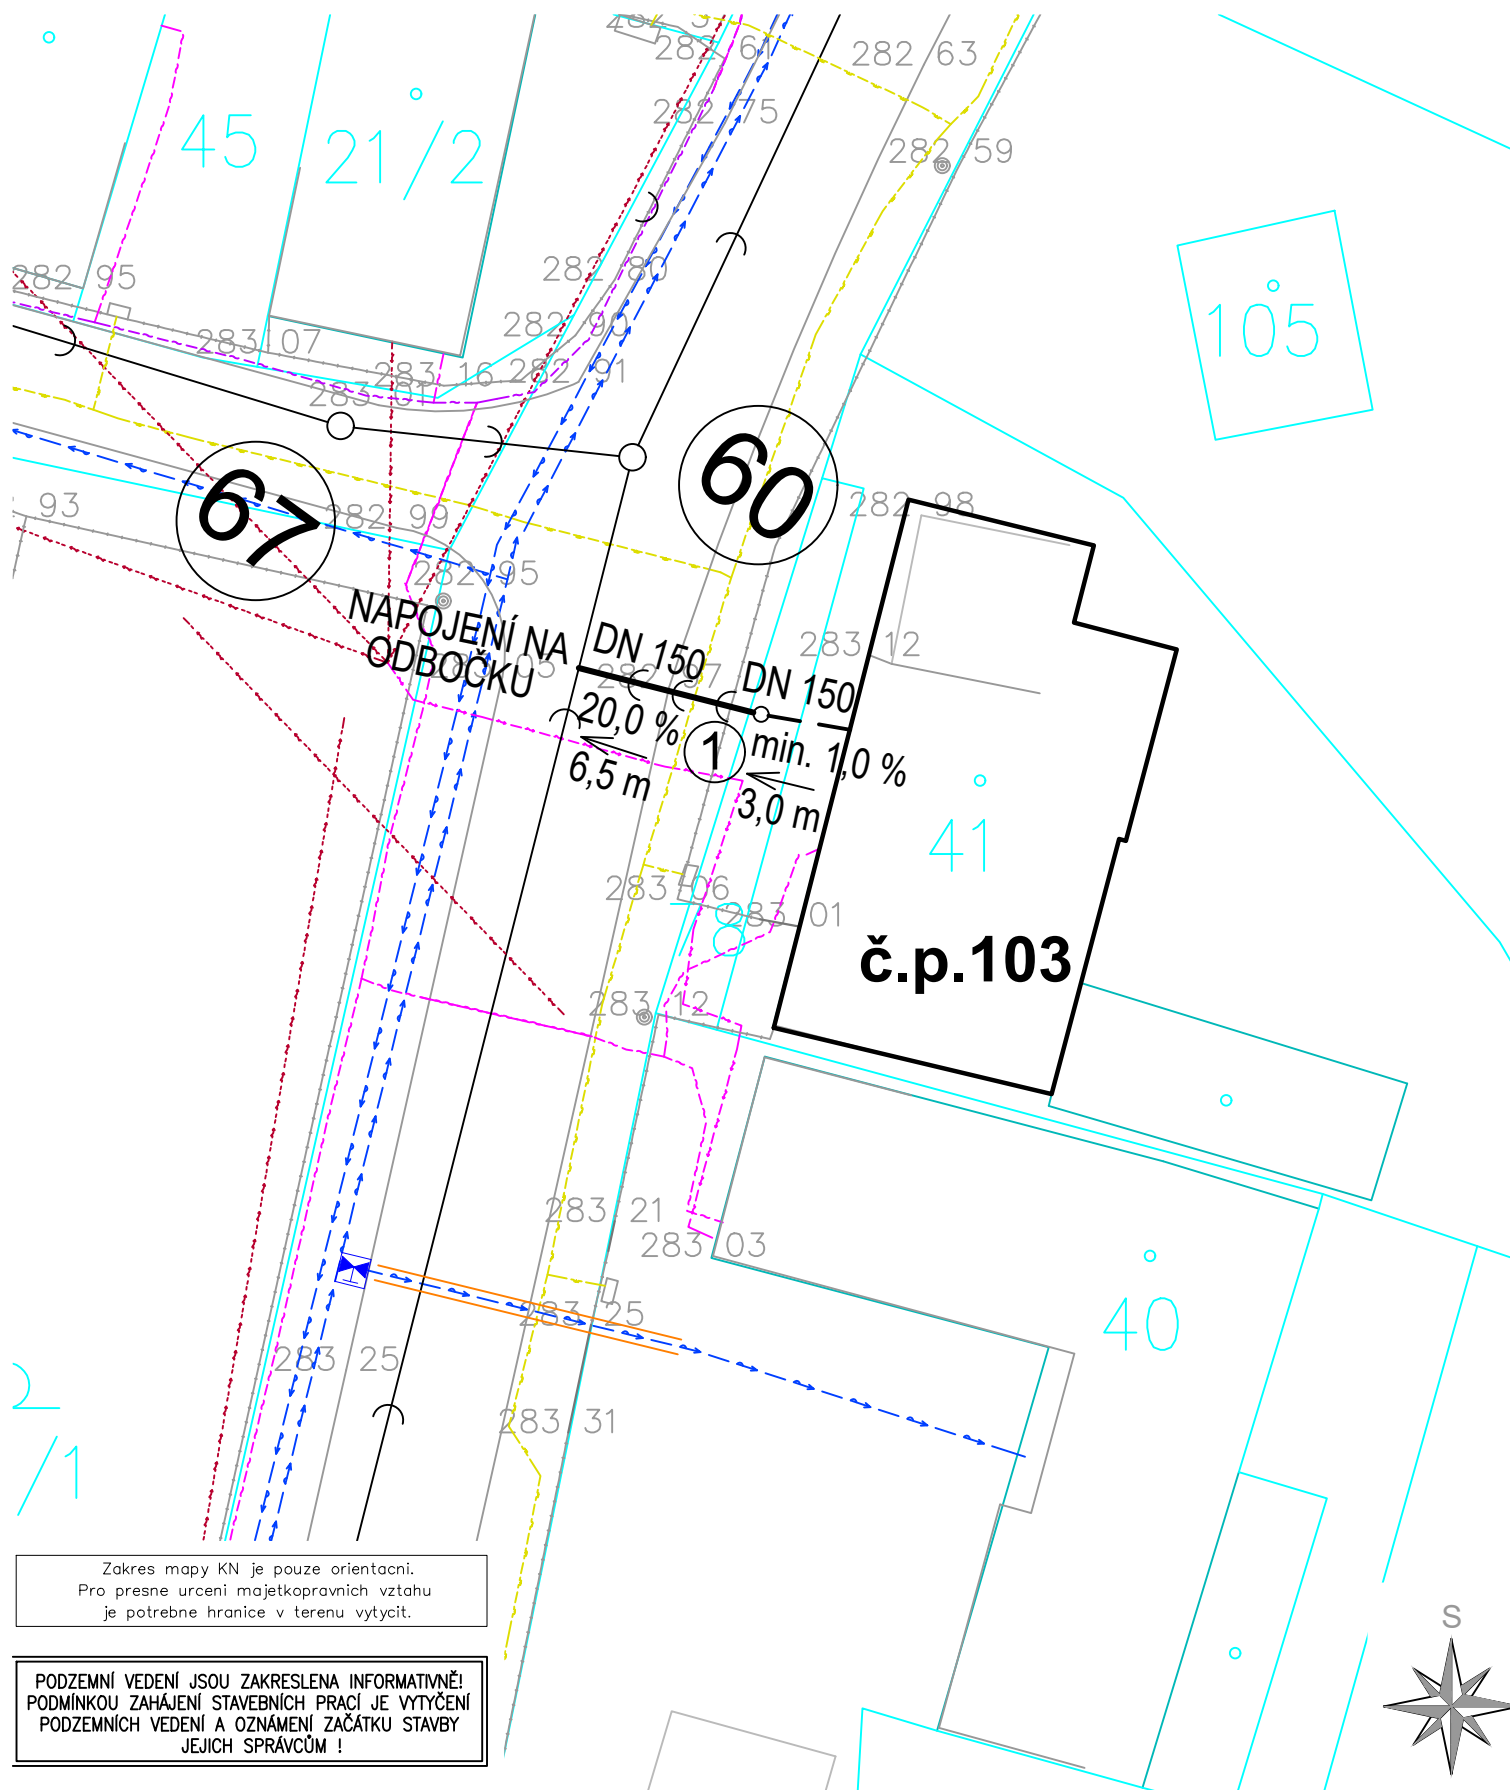 282 61
282 63
282 75
45
21/2
282 59
282 95
282 80
105
283 07
282 90
283 16
282 91
283 01
67
60
93
282 99
282 98
282 95
NAPOJENÍ NA
ODBOČKU
DN 150
283 12
DN 150
20,0 %
1
min. 1,0 %
6,5 m
3,0 m
41
283 06
283 01
č.p.103
283 12
283 21
283 03
283 25
40
283 25
283 31
/1
Zakres mapy KN je pouze orientacni.
Pro presne urceni majetkopravnich vztahu
je potrebne hranice v terenu vytycit.
S
PODZEMNÍ VEDENÍ JSOU ZAKRESLENA INFORMATIVNĚ!
PODMÍNKOU ZAHÁJENÍ STAVEBNÍCH PRACÍ JE VYTYČENÍ
PODZEMNÍCH VEDENÍ A OZNÁMENÍ ZAČÁTKU STAVBY
JEJICH SPRÁVCŮM !